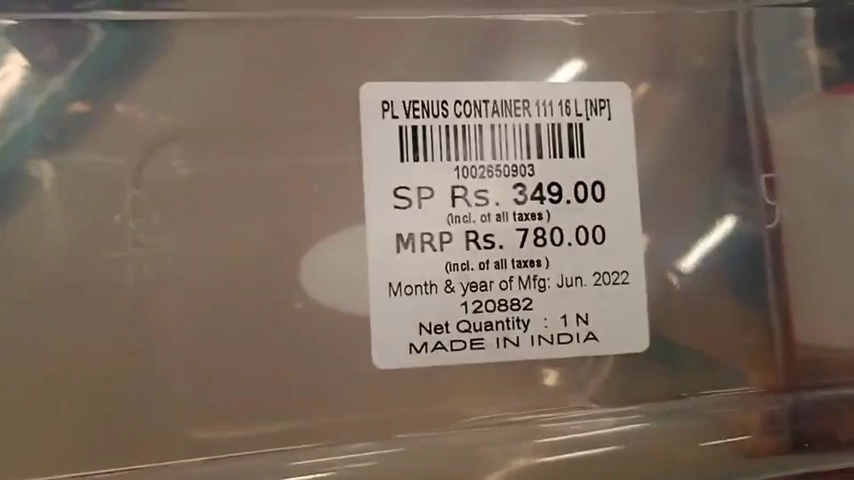 PL VENUS CONTAINER 111 16 L [NP]
1002650903
SP Rs. 349.00
(incl. of all taxes)
MRP Rs. 780.00
(incl. of all taxes)
Month & year of Mfg: Jun. 2022
120882
Net Quantity : 1 N
MADE IN INDIA